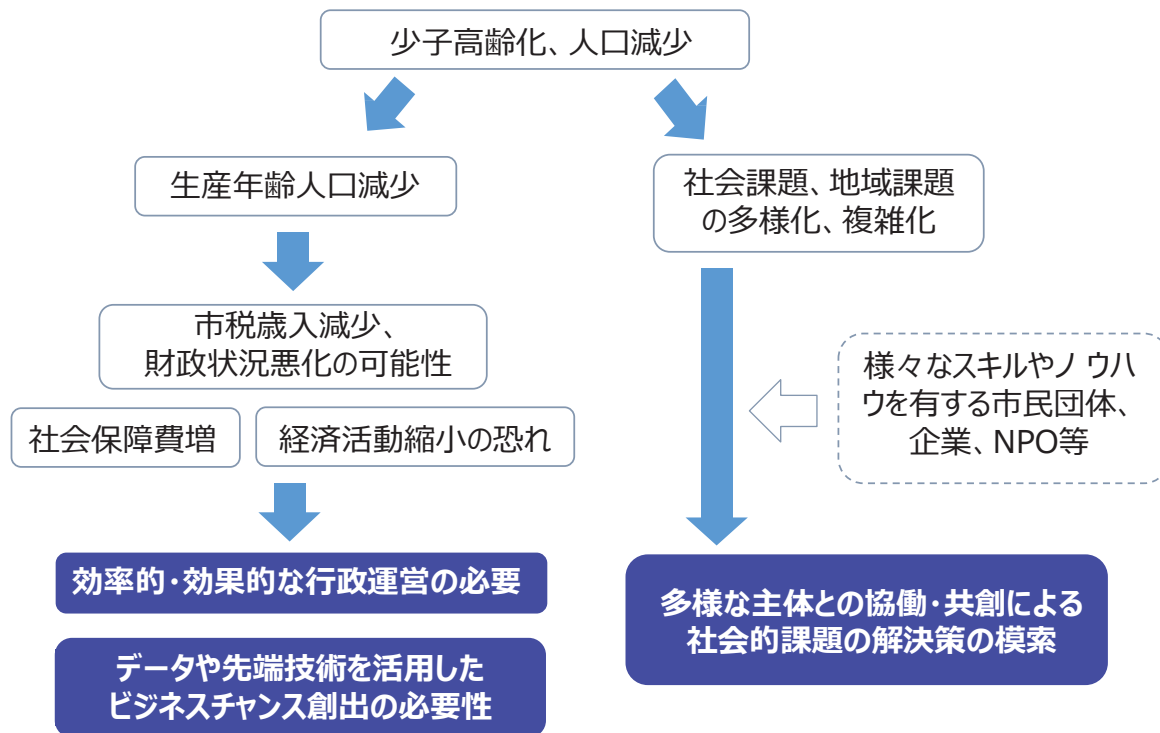 少子高齢化、人口減少
生産年齢人口減少
社会課題、地域課題
の多様化、複雑化
市税歳入減少、
財政状況悪化の可能性
社会保障費増
経済活動縮小の恐れ
様々なスキルやノウハ
ウを有する市民団体、
企業、NPO等
効率的・効果的な行政運営の必要
データや先端技術を活用した
ビジネスチャンス創出の必要性
多様な主体との協働・共創による
社会的課題の解決策の模索